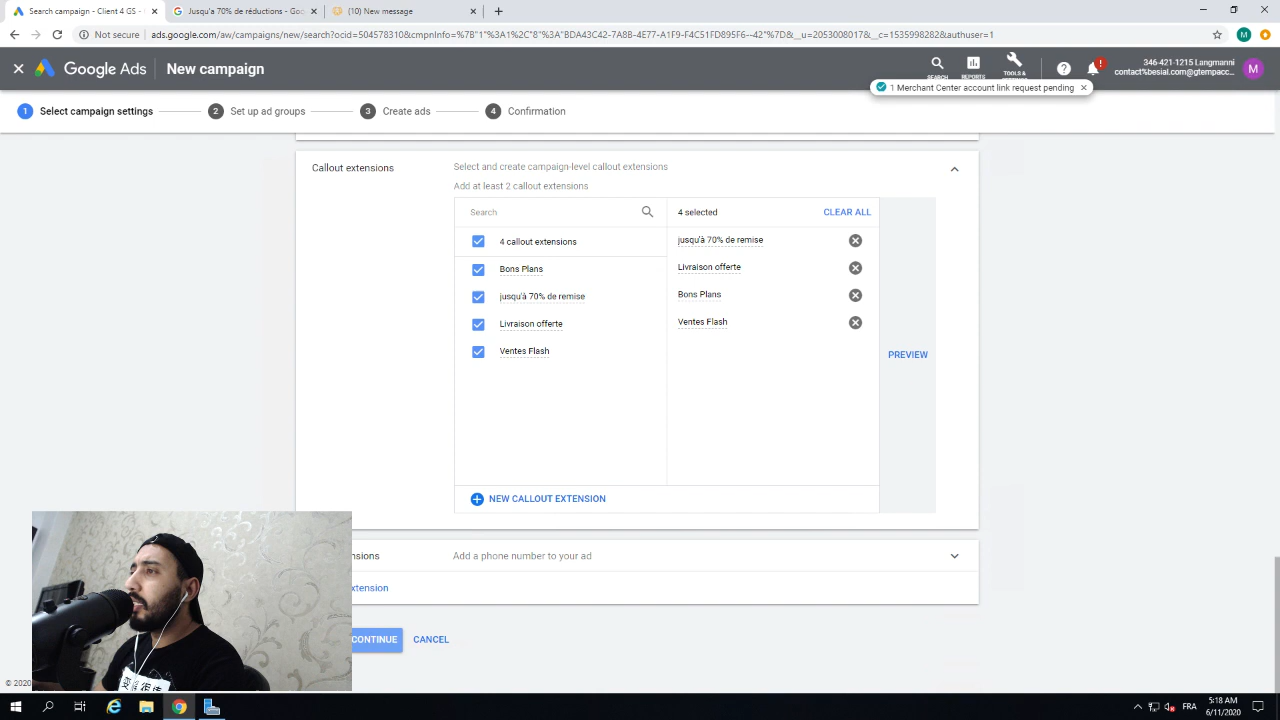 Search campaign - Client 4 GS -
Jusqu'a 70% de réductions - Goo
(10) New message
Not secure
ads.google.com/aw/campaigns/new/search?ocid=504578310&cmpnInfo=%7B"1"%3A1%2C"8"%3A"BDA43C42-7A8B-4E77-A1F9-F4C51FD895F6--42"%7D&__u=2053008017&__c=1535998282&authuser=1
M
Google Ads
New campaign
SEARCH
REPORTS
TOOLS &
346-421-1215 Langmanni
contact%besial.com@gtempacc...
M
1 Merchant Center account link request pending
1 Select campaign settings
2 Set up ad groups
3 Create ads
4 Confirmation
Callout extensions
Select and create campaign-level callout extensions
Add at least 2 callout extensions
Search
4 selected
CLEAR ALL
4 callout extensions
Bons Plans
jusqu'à 70% de remise
Livraison offerte
Ventes Flash
jusqu'à 70% de remise
Livraison offerte
Bons Plans
Ventes Flash
PREVIEW
NEW CALLOUT EXTENSION
nsions
Add a phone number to your ad
xtension
CONTINUE
CANCEL
© 2020
FRA
5:18 AM
6/11/2020